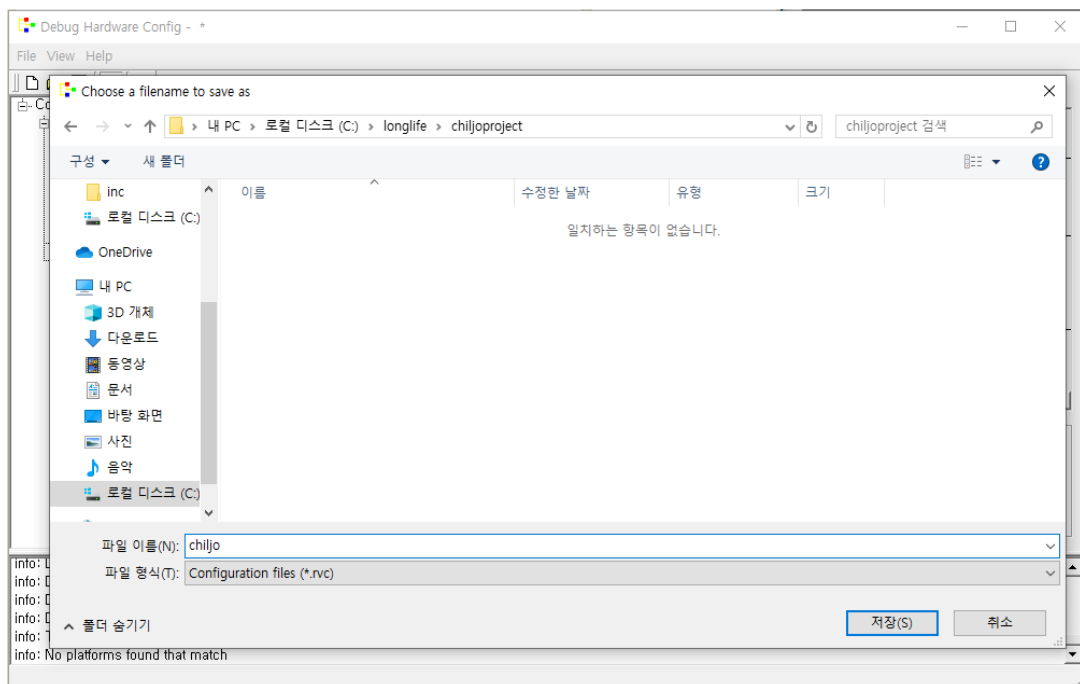 Debug Hardware Config - *
File View Help
Choose a filename to save as
내 PC › 로컬 디스크 (C:) › longlife › chiljoproject
chiljoproject 검색
구성 새 폴더
이름 수정한 날짜 유형 크기
일치하는 항목이 없습니다.
inc
로컬 디스크 (C:)
OneDrive
내 PC
3D 개체
다운로드
동영상
문서
바탕 화면
사진
음악
로컬 디스크 (C:)
파일 이름(N): chiljo
파일 형식(T): Configuration files (*.rvc)
폴더 숨기기
저장(S) 취소
info:
info:
info:
info:
info:
info: No platforms found that match